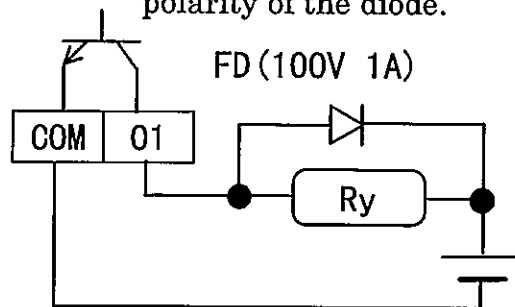 polarity of the diode.
FD(100V 1A)
COM 01
Ry